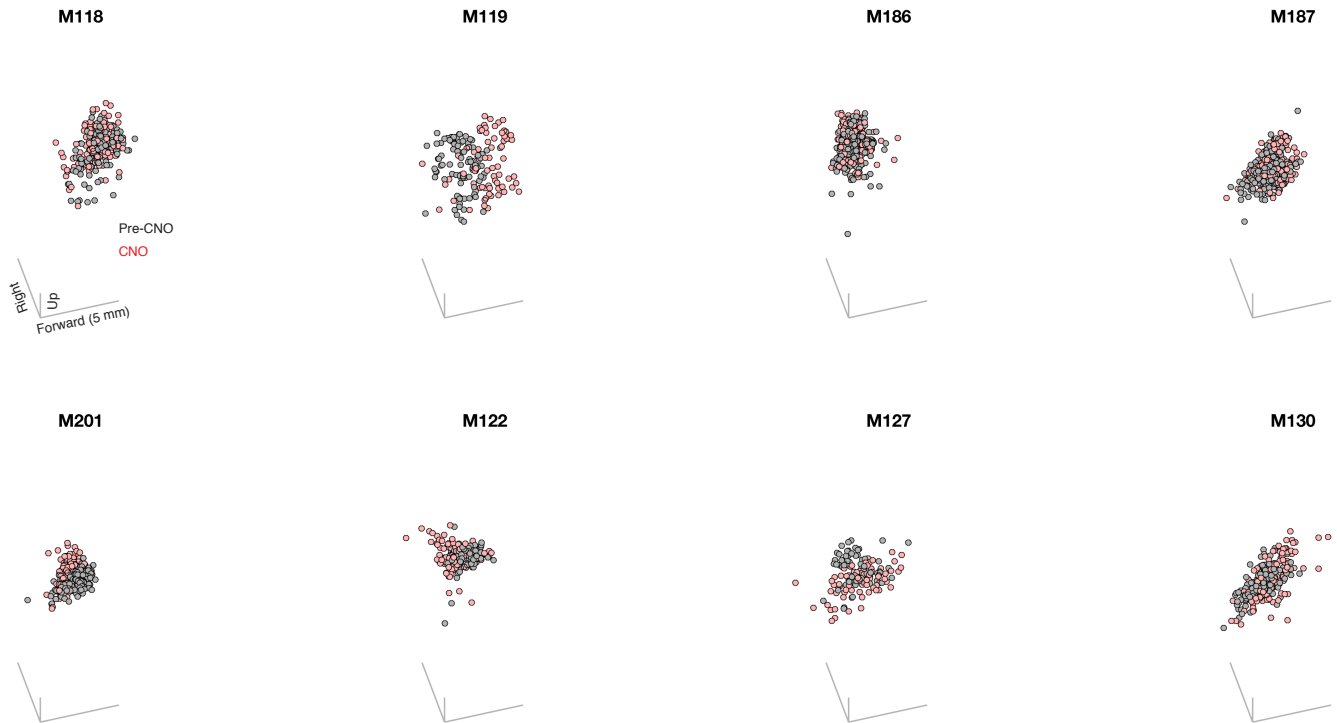 M118
M119
M186
M187
Pre-CNO
CNO
Right
Up
Forward (5 mm)
M201
M122
M127
M130